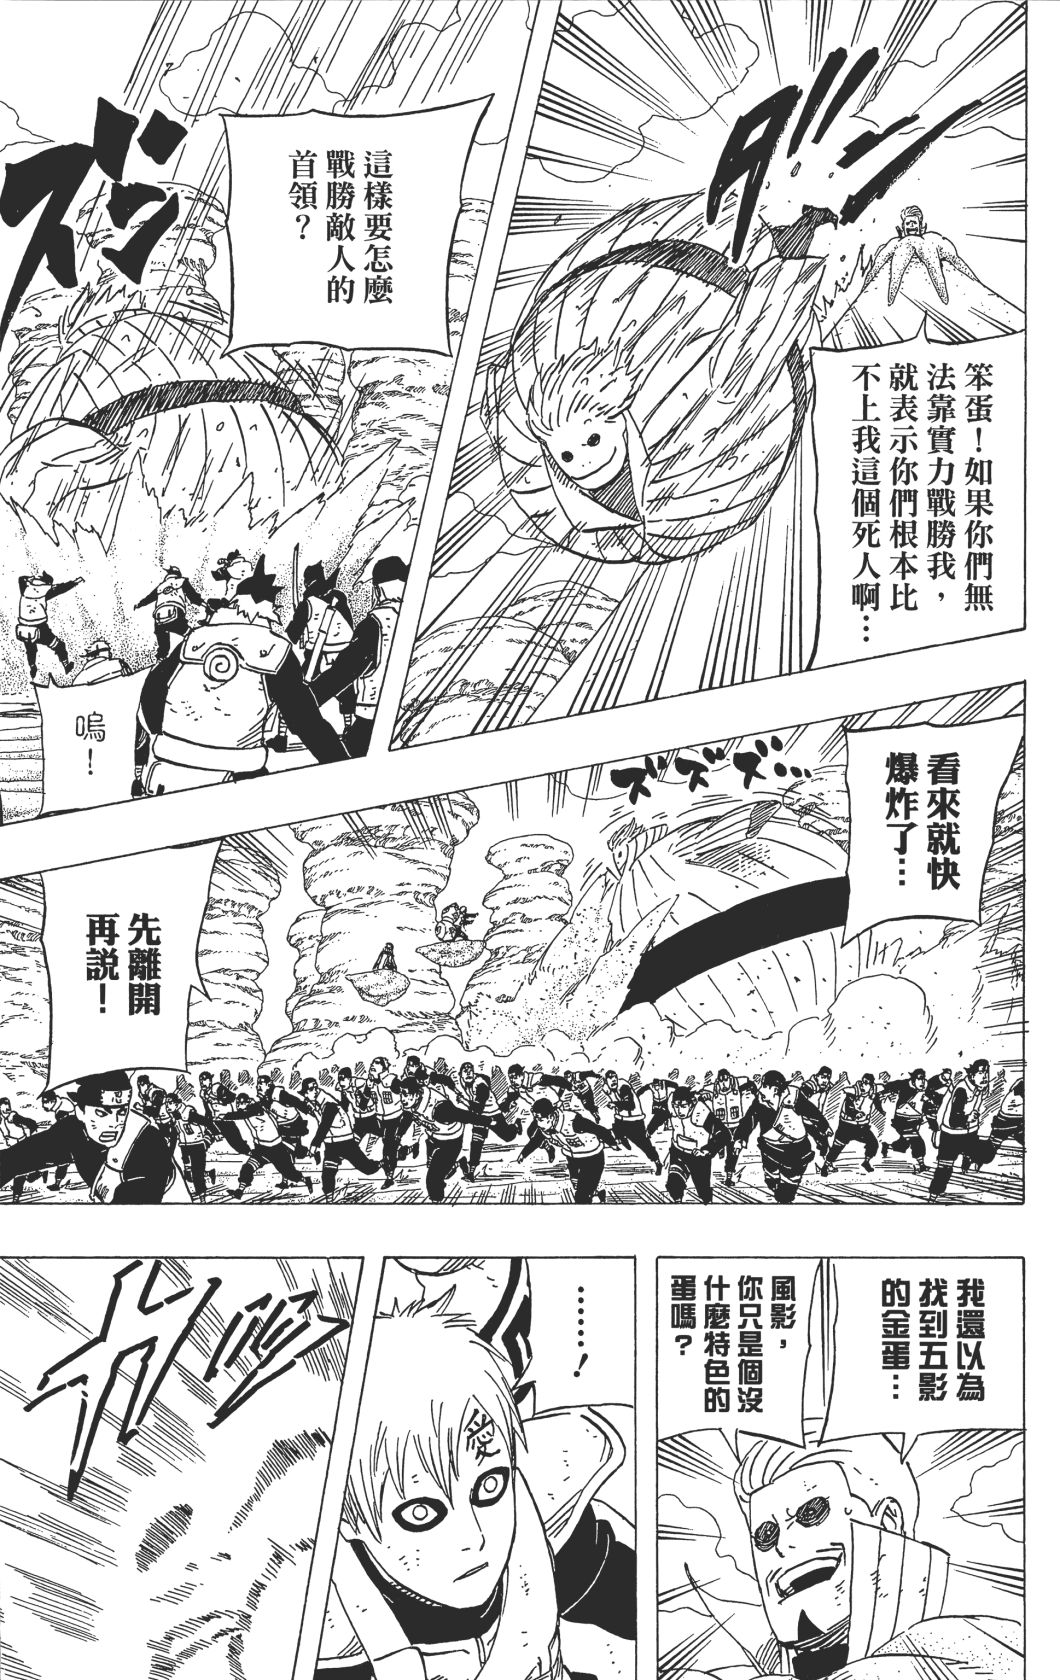 笨蛋！如果你們無
法靠實力戰勝我，
就表示你們根本比
不上我這個死人啊…
這樣要怎麼
戰勝敵人的
首領？
嗚！
看來就快
爆炸了…
ズズズ…
先離開
再說！
我還以為
找到五影
的金蛋…
風影，
你只是個沒
什麼特色的
蛋嗎？
……！
愛